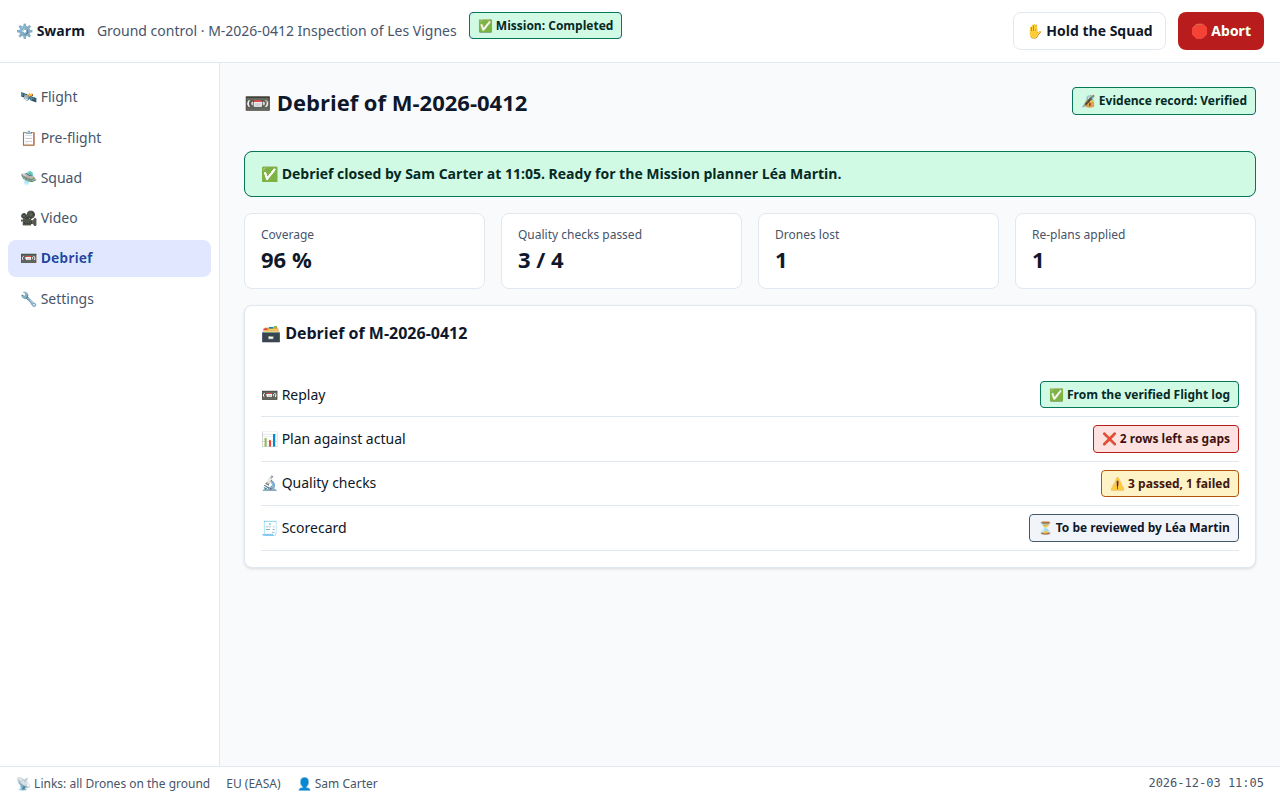 ⚙️ Swarm Ground control · M-2026-0412 Inspection of Les Vignes ✅ Mission: Completed ✋ Hold the Squad 🛑 Abort
🛰️ Flight
📋 Pre-flight
🛸 Squad
🎥 Video
📼 Debrief
🔧 Settings
📼 Debrief of M-2026-0412
🔏 Evidence record: Verified
✅ Debrief closed by Sam Carter at 11:05. Ready for the Mission planner Léa Martin.
Coverage
96 %
Quality checks passed
3 / 4
Drones lost
1
Re-plans applied
1
🗃️ Debrief of M-2026-0412
📼 Replay ✅ From the verified Flight log
📊 Plan against actual ❌ 2 rows left as gaps
🔬 Quality checks ⚠️ 3 passed, 1 failed
🧾 Scorecard ⏳ To be reviewed by Léa Martin
📡 Links: all Drones on the ground EU (EASA) 👤 Sam Carter 2026-12-03 11:05